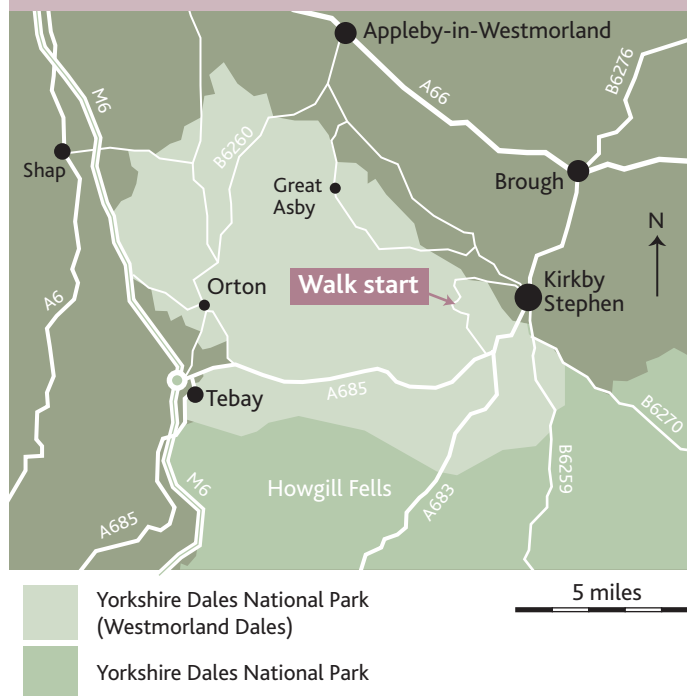 Appleby-in-Westmorland
M6
A66
B6276
B6260
Shap
Great
Asby
Brough
N
Orton
Walk start
Kirkby
Stephen
A6
Tebay
A685
B6270
B6259
M6
Howgill Fells
A683
A685
5 miles
Yorkshire Dales National Park
(Westmorland Dales)
Yorkshire Dales National Park